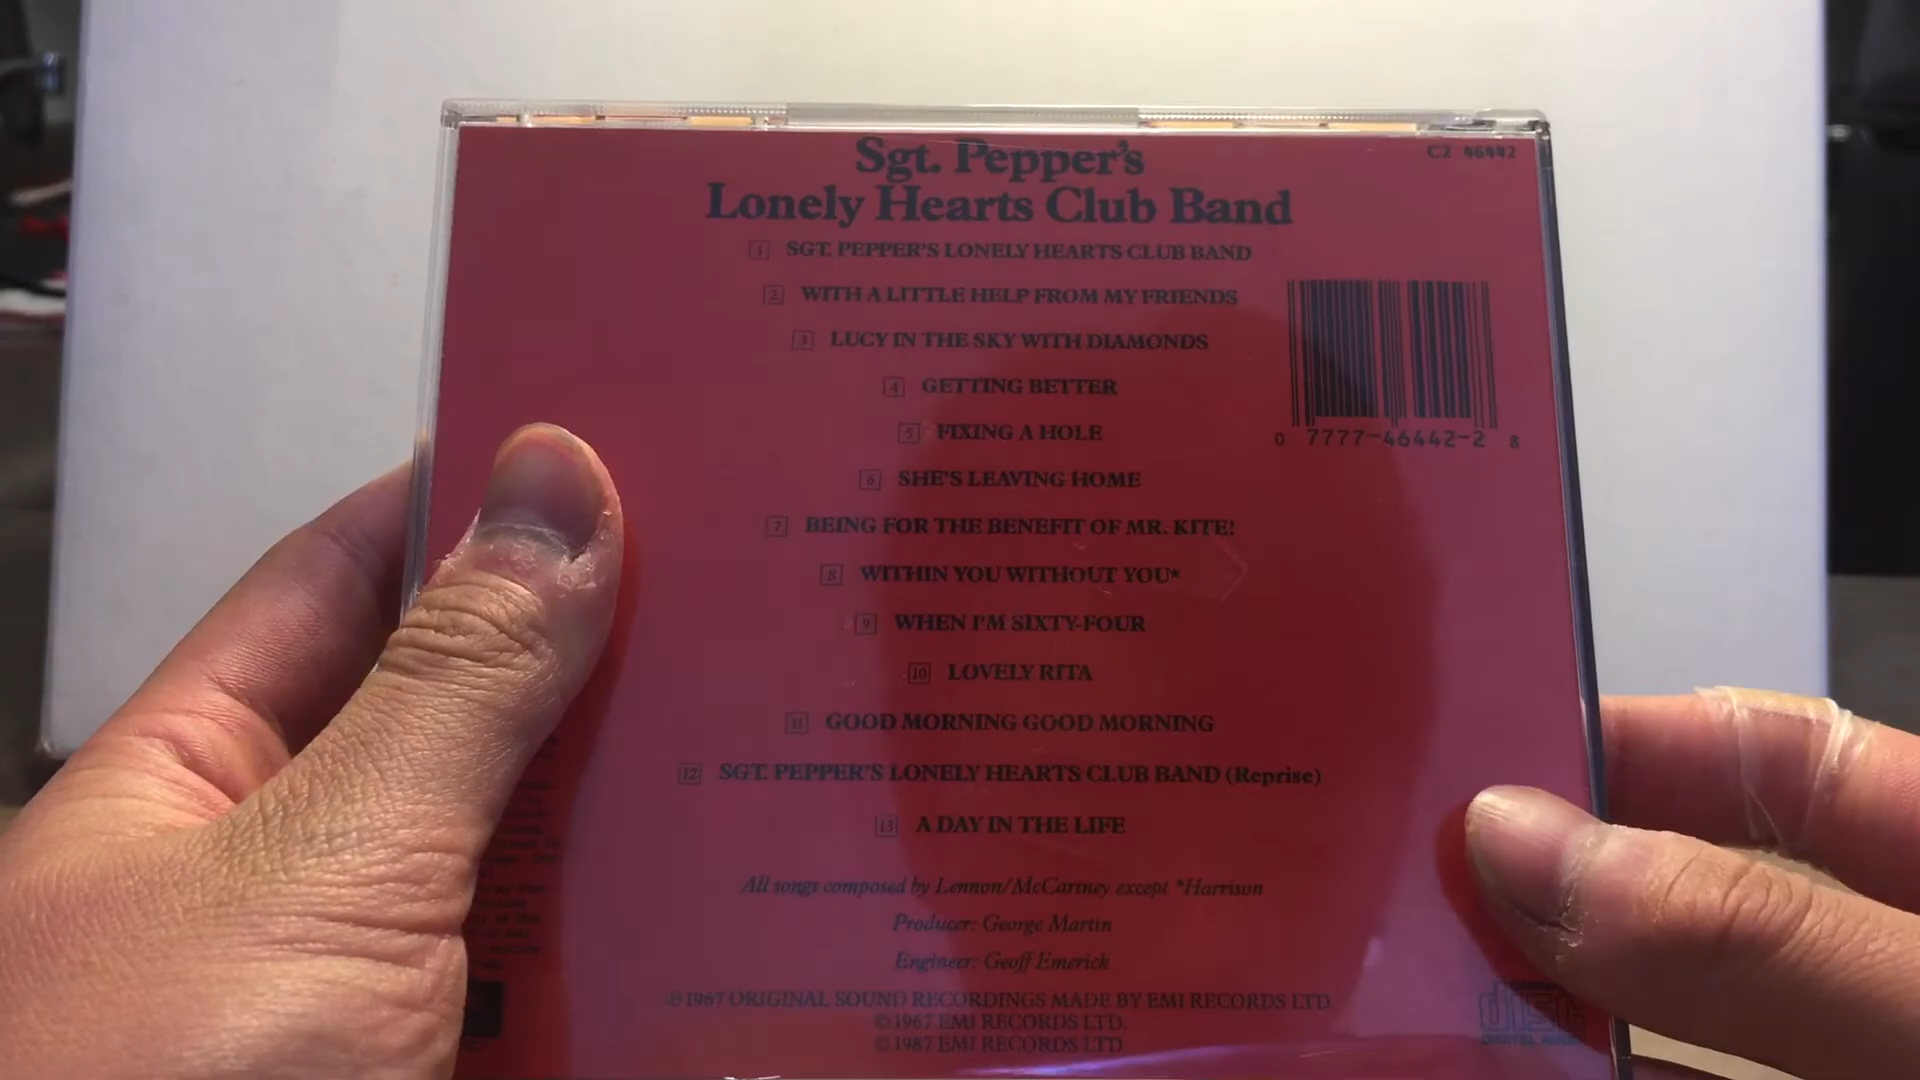 Sgt. Pepper's
C2 46442
Lonely Hearts Club Band
1 SGT. PEPPER'S LONELY HEARTS CLUB BAND
2 WITH A LITTLE HELP FROM MY FRIENDS
3 LUCY IN THE SKY WITH DIAMONDS
4 GETTING BETTER
5 FIXING A HOLE
0 7777-46442-2 8
6 SHE'S LEAVING HOME
7 BEING FOR THE BENEFIT OF MR. KITE!
8 WITHIN YOU WITHOUT YOU*
9 WHEN I'M SIXTY-FOUR
10 LOVELY RITA
11 GOOD MORNING GOOD MORNING
12 SGT. PEPPER'S LONELY HEARTS CLUB BAND (Reprise)
13 A DAY IN THE LIFE
All songs composed by Lennon/McCartney except *Harrison
Producer: George Martin
Engineer: Geoff Emerick
℗1967 ORIGINAL SOUND RECORDINGS MADE BY EMI RECORDS LTD
©1967 EMI RECORDS LTD.
©1987 EMI RECORDS LTD
disc
DIGITAL AUDIO